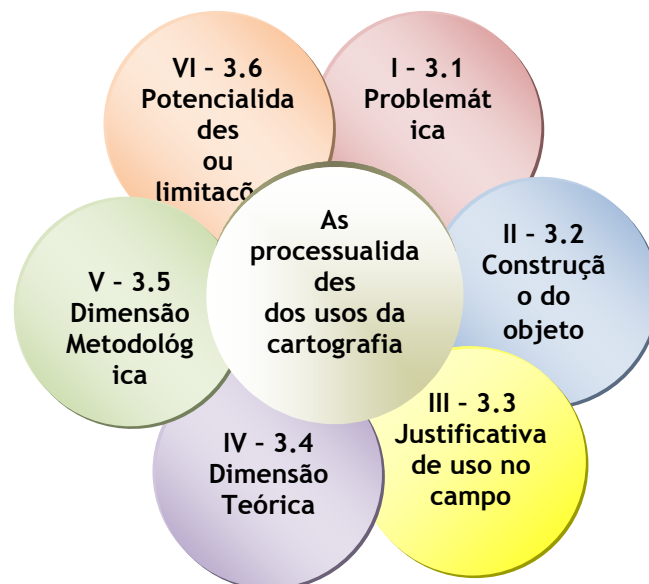 VI – 3.6
Potencialida
des
ou
limitaçõ
I – 3.1
Problemát
ica
As
processualida
des
dos usos da
cartografia
II – 3.2
Construçã
o do
objeto
V – 3.5
Dimensão
Metodológ
ica
III – 3.3
Justificativa
de uso no
campo
IV – 3.4
Dimensão
Teórica